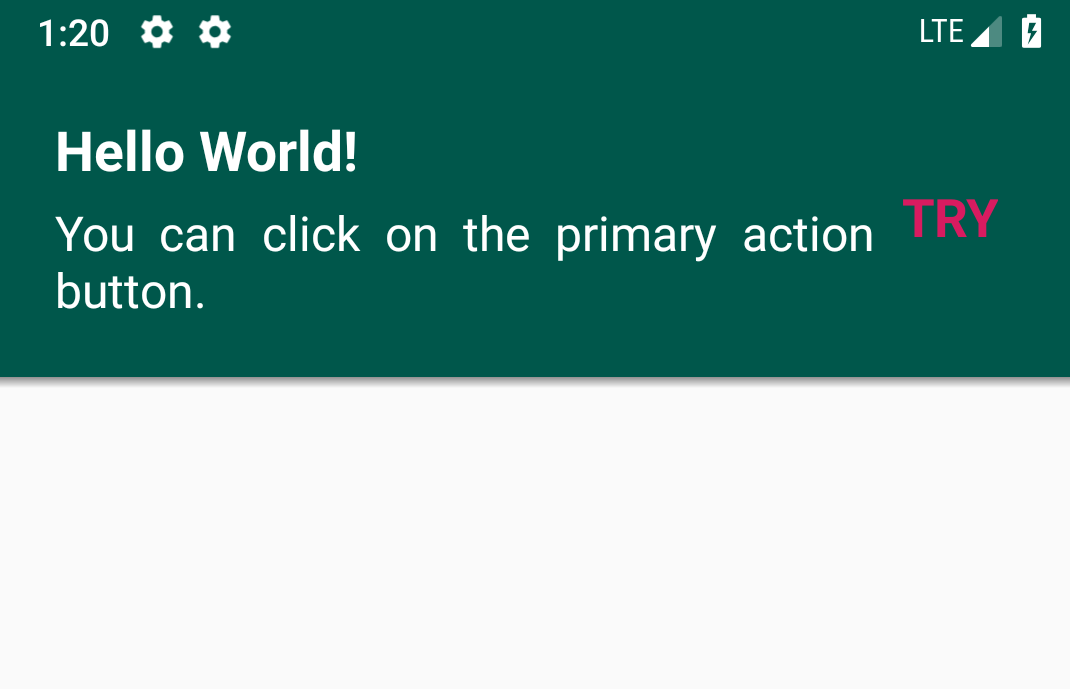 1:20 LTE
Hello World!
You can click on the primary action
button.
TRY